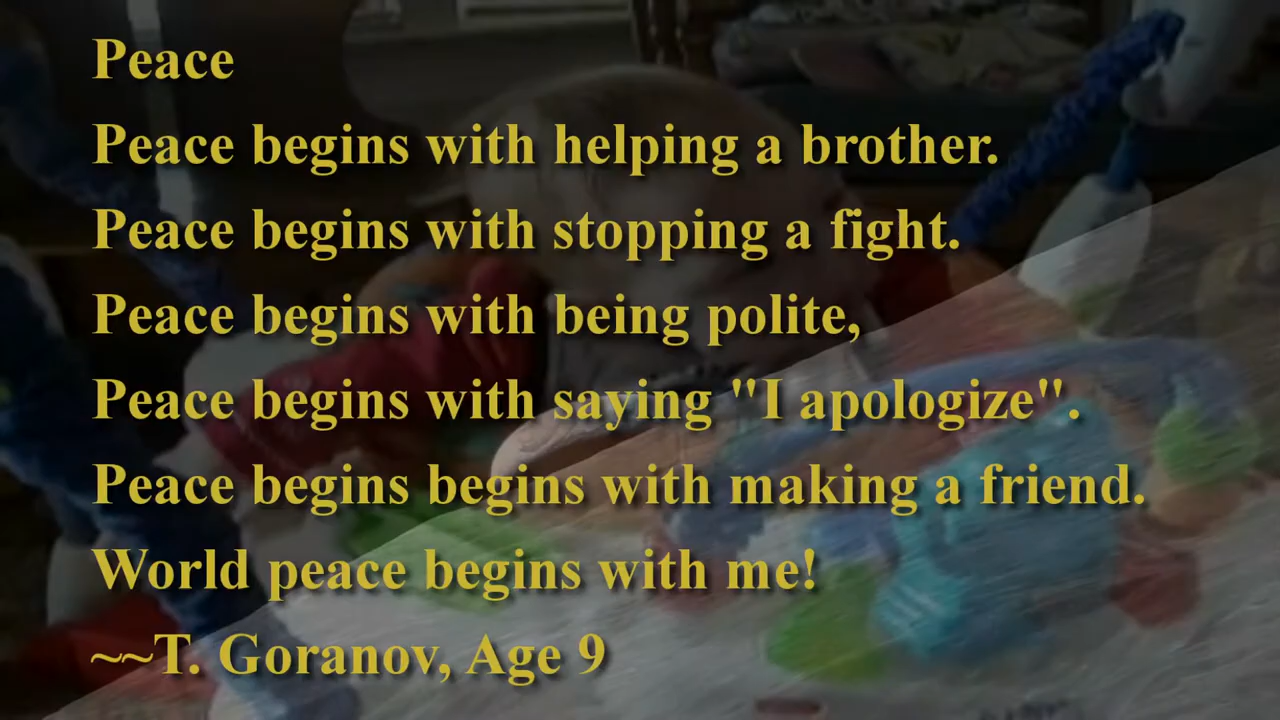 Peace
Peace begins with helping a brother.
Peace begins with stopping a fight.
Peace begins with being polite,
Peace begins with saying "I apologize".
Peace begins begins with making a friend.
World peace begins with me!
~~T. Goranov, Age 9